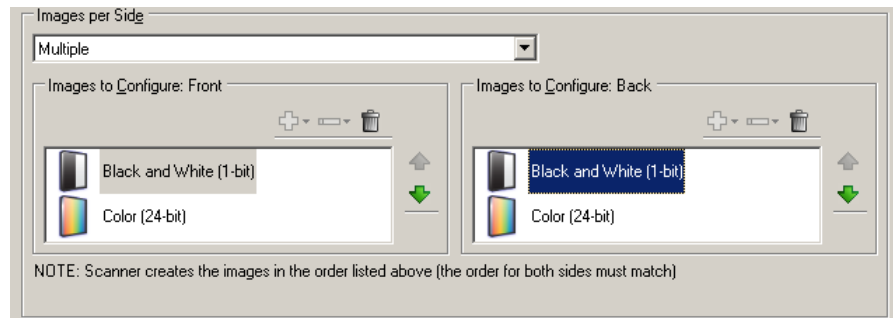 Images per Side
Multiple
Images to Configure: Front
Images to Configure: Back
Black and White (1-bit)
Color (24-bit)
Black and White (1-bit)
Color (24-bit)
NOTE: Scanner creates the images in the order listed above (the order for both sides must match)